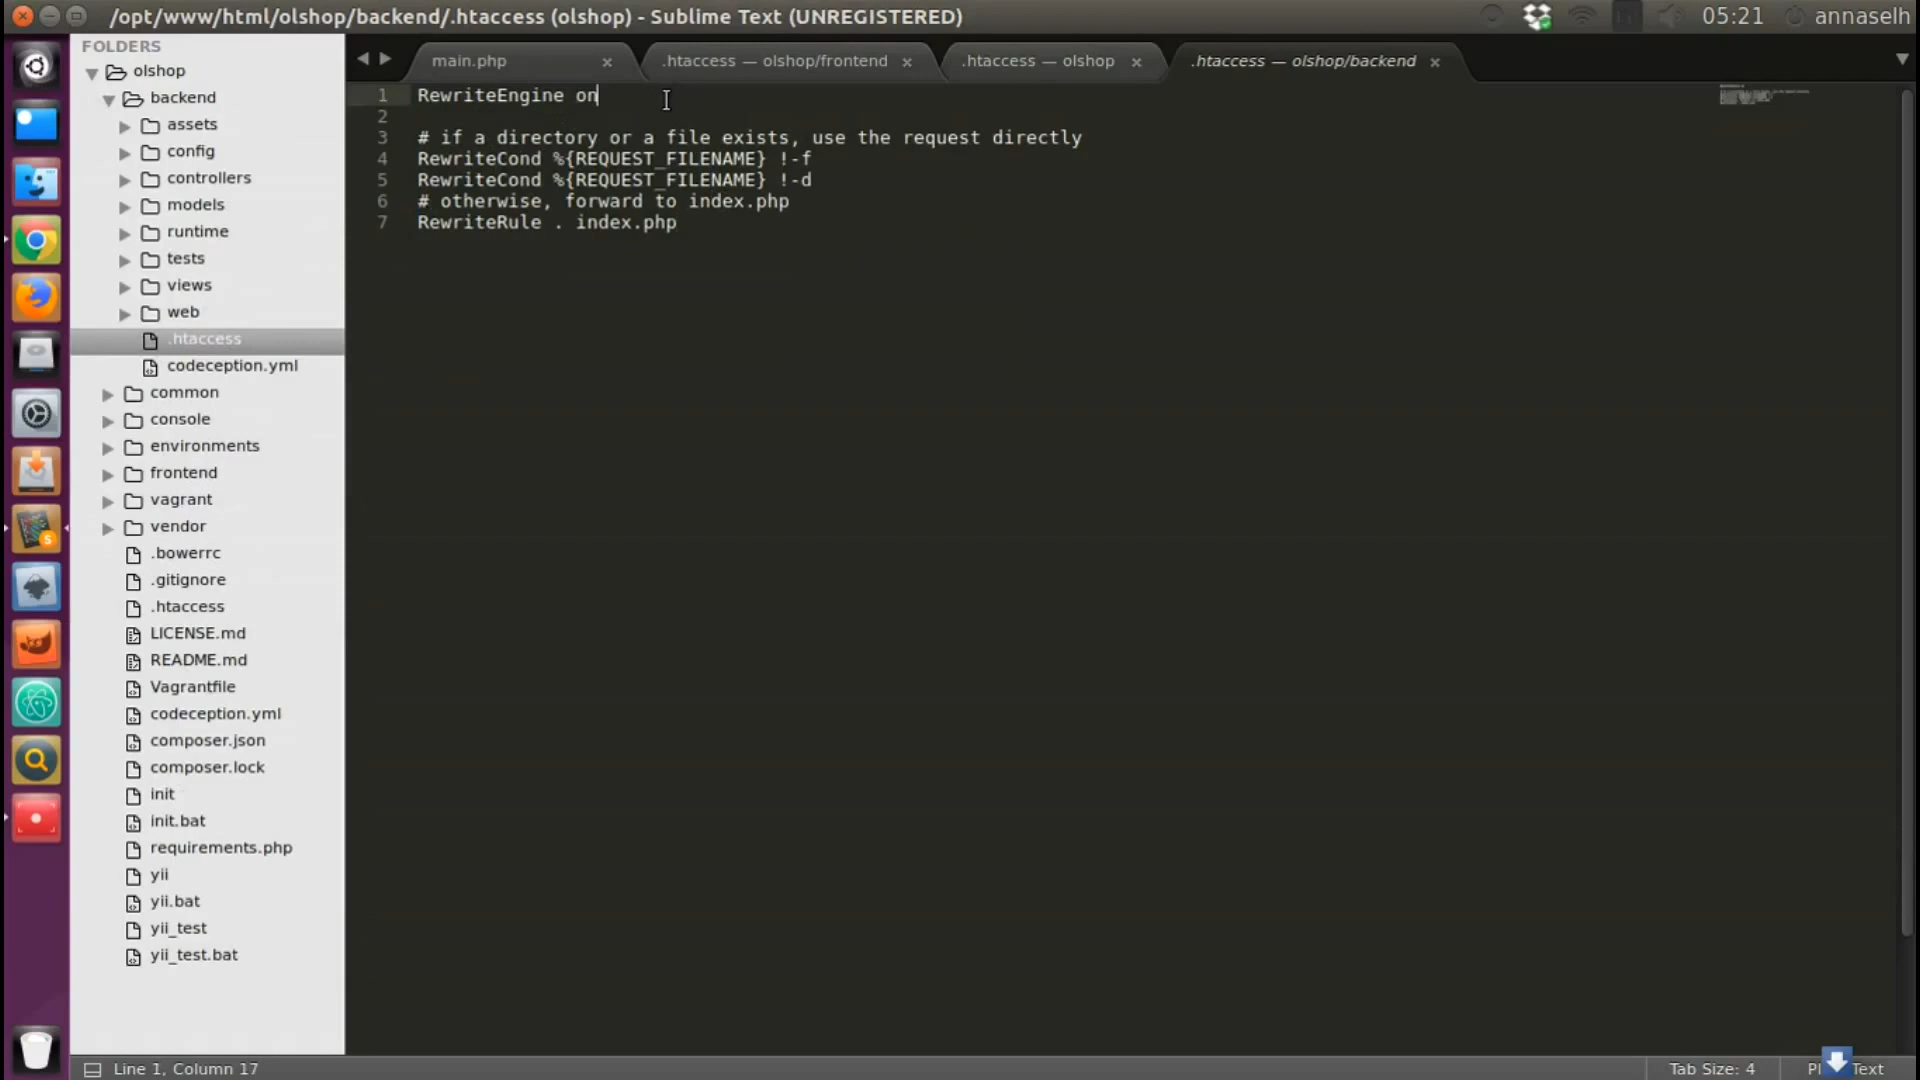 /opt/www/html/olshop/backend/.htaccess (olshop) - Sublime Text (UNREGISTERED)
05:21
annaselh
FOLDERS
olshop
backend
assets
config
controllers
models
runtime
tests
views
web
.htaccess
codeception.yml
common
console
environments
frontend
vagrant
vendor
.bowerrc
.gitignore
.htaccess
LICENSE.md
README.md
Vagrantfile
codeception.yml
composer.json
composer.lock
init
init.bat
requirements.php
yii
yii.bat
yii_test
yii_test.bat
main.php
.htaccess — olshop/frontend
.htaccess — olshop
.htaccess — olshop/backend
1 RewriteEngine on
2
3 # if a directory or a file exists, use the request directly
4 RewriteCond %{REQUEST_FILENAME} !-f
5 RewriteCond %{REQUEST_FILENAME} !-d
6 # otherwise, forward to index.php
7 RewriteRule . index.php
Line 1, Column 17
Tab Size: 4
Text